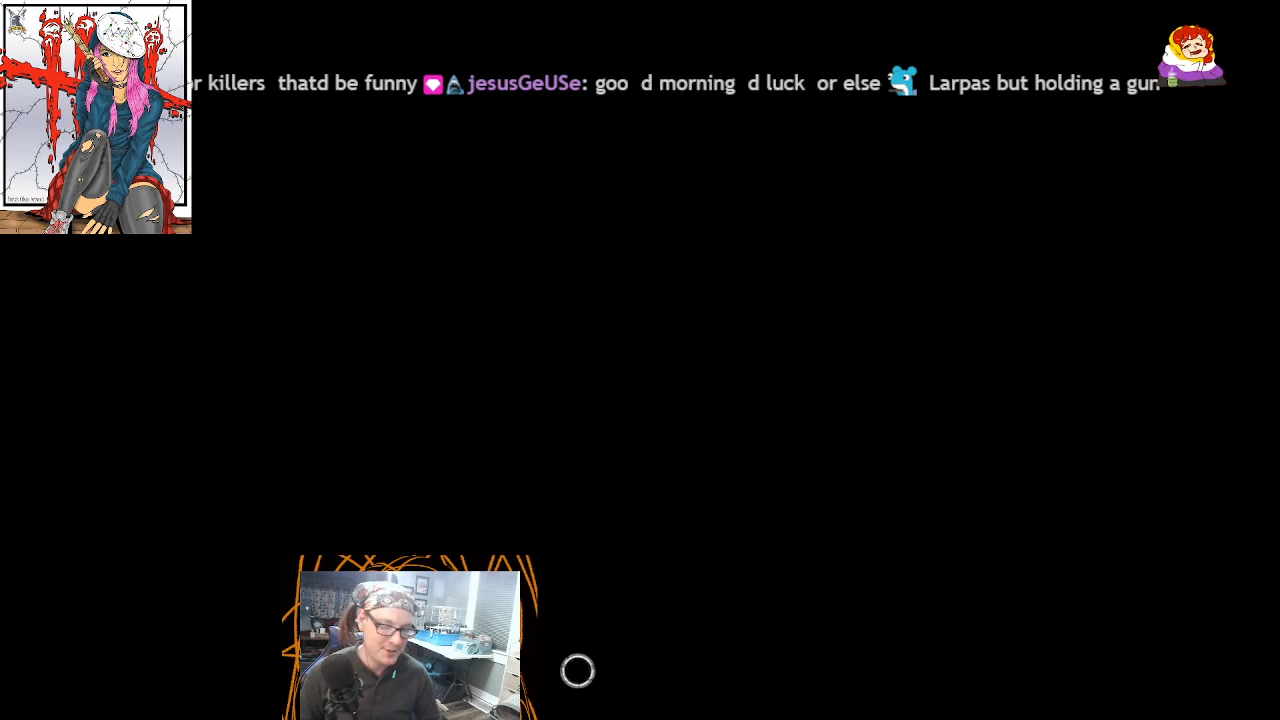 r killers thatd be funny jesusGeUSe: goo d morning d luck or else Larpas but holding a gun